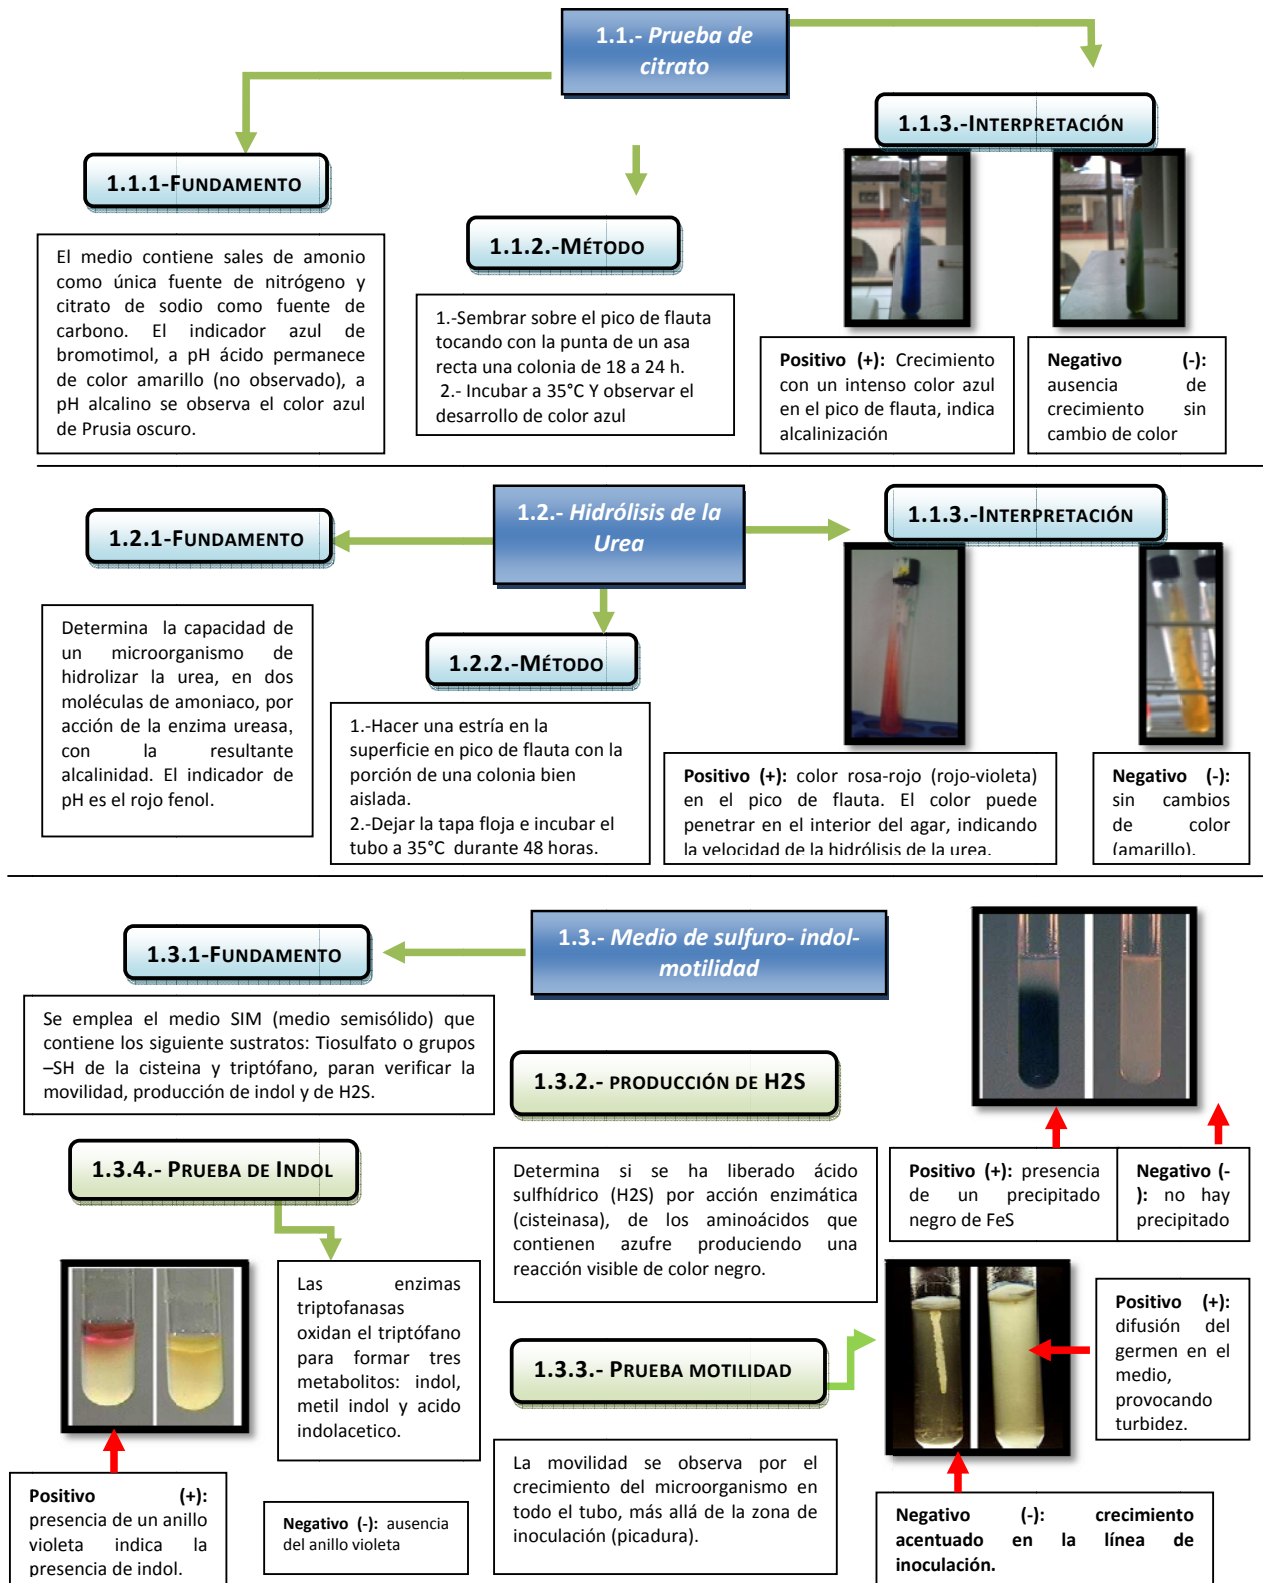 1.1.- Prueba de
citrato
1.1.3.-INTERPRETACIÓN
1.1.1-FUNDAMENTO
1.1.2.-MÉTODO
El medio contiene sales de amonio
como única fuente de nitrógeno y
citrato de sodio como fuente de
carbono. El indicador azul de
bromotimol, a pH ácido permanece
de color amarillo (no observado), a
pH alcalino se observa el color azul
de Prusia oscuro.
1.-Sembrar sobre el pico de flauta
tocando con la punta de un asa
recta una colonia de 18 a 24 h.
2.- Incubar a 35°C Y observar el
desarrollo de color azul
Positivo (+): Crecimiento
con un intenso color azul
en el pico de flauta, indica
alcalinización
Negativo (-):
ausencia de
crecimiento sin
cambio de color
1.2.- Hidrólisis de la
Urea
1.2.1-FUNDAMENTO
1.1.3.-INTERPRETACIÓN
Determina la capacidad de
un microorganismo de
hidrolizar la urea, en dos
moléculas de amoniaco, por
acción de la enzima ureasa,
con la resultante
alcalinidad. El indicador de
pH es el rojo fenol.
1.2.2.-MÉTODO
1.-Hacer una estría en la
superficie en pico de flauta con la
porción de una colonia bien
aislada.
2.-Dejar la tapa floja e incubar el
tubo a 35°C durante 48 horas.
Positivo (+): color rosa-rojo (rojo-violeta)
en el pico de flauta. El color puede
penetrar en el interior del agar, indicando
la velocidad de la hidrólisis de la urea.
Negativo (-):
sin cambios
de color
(amarillo).
1.3.- Medio de sulfuro- indol-
motilidad
1.3.1-FUNDAMENTO
Se emplea el medio SIM (medio semisólido) que
contiene los siguiente sustratos: Tiosulfato o grupos
–SH de la cisteina y triptófano, paran verificar la
movilidad, producción de indol y de H2S.
1.3.2.- PRODUCCIÓN DE H2S
Determina si se ha liberado ácido
sulfhídrico (H2S) por acción enzimática
(cisteinasa), de los aminoácidos que
contienen azufre produciendo una
reacción visible de color negro.
Positivo (+): presencia
de un precipitado
negro de FeS
Negativo (-
): no hay
precipitado
1.3.4.- PRUEBA DE INDOL
Las enzimas
triptofanasas
oxidan el triptófano
para formar tres
metabolitos: indol,
metil indol y acido
indolacetico.
Positivo (+):
presencia de un anillo
violeta indica la
presencia de indol.
Negativo (-): ausencia
del anillo violeta
1.3.3.- PRUEBA MOTILIDAD
La movilidad se observa por el
crecimiento del microorganismo en
todo el tubo, más allá de la zona de
inoculación (picadura).
Positivo (+):
difusión del
germen en el
medio,
provocando
turbidez.
Negativo (-): crecimiento
acentuado en la línea de
inoculación.